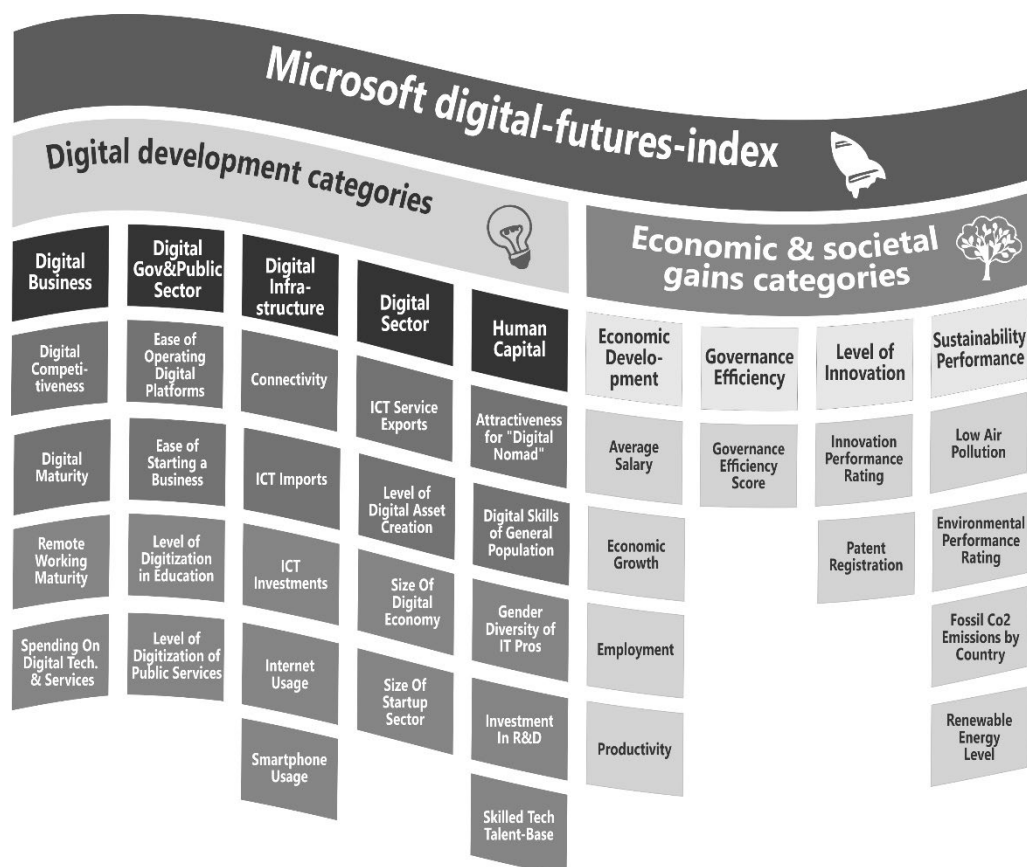 Microsoft digital-futures-index
Digital development categories
Economic & societal
gains categories
Digital
Business
Digital
Competi-
tiveness
Digital
Maturity
Remote
Working
Maturity
Spending On
Digital Tech.
& Services
Digital
Gov&Public
Sector
Ease of
Operating
Digital
Platforms
Ease of
Starting a
Business
Level of
Digitization
in Education
Level of
Digitization of
Public Services
Digital
Infra-
structure
Connectivity
ICT Imports
ICT
Investments
Internet
Usage
Smartphone
Usage
Digital
Sector
ICT Service
Exports
Level of
Digital Asset
Creation
Size Of
Digital
Economy
Size Of
Startup
Sector
Human
Capital
Attractiveness
for "Digital
Nomad"
Digital Skills
of General
Population
Gender
Diversity of
IT Pros
Investment
In R&D
Skilled Tech
Talent-Base
Economic
Develo-
pment
Average
Salary
Economic
Growth
Employment
Productivity
Governance
Efficiency
Governance
Efficiency
Score
Level of
Innovation
Innovation
Performance
Rating
Patent
Registration
Sustainability
Performance
Low Air
Pollution
Environmental
Performance
Rating
Fossil Co2
Emissions by
Country
Renewable
Energy
Level